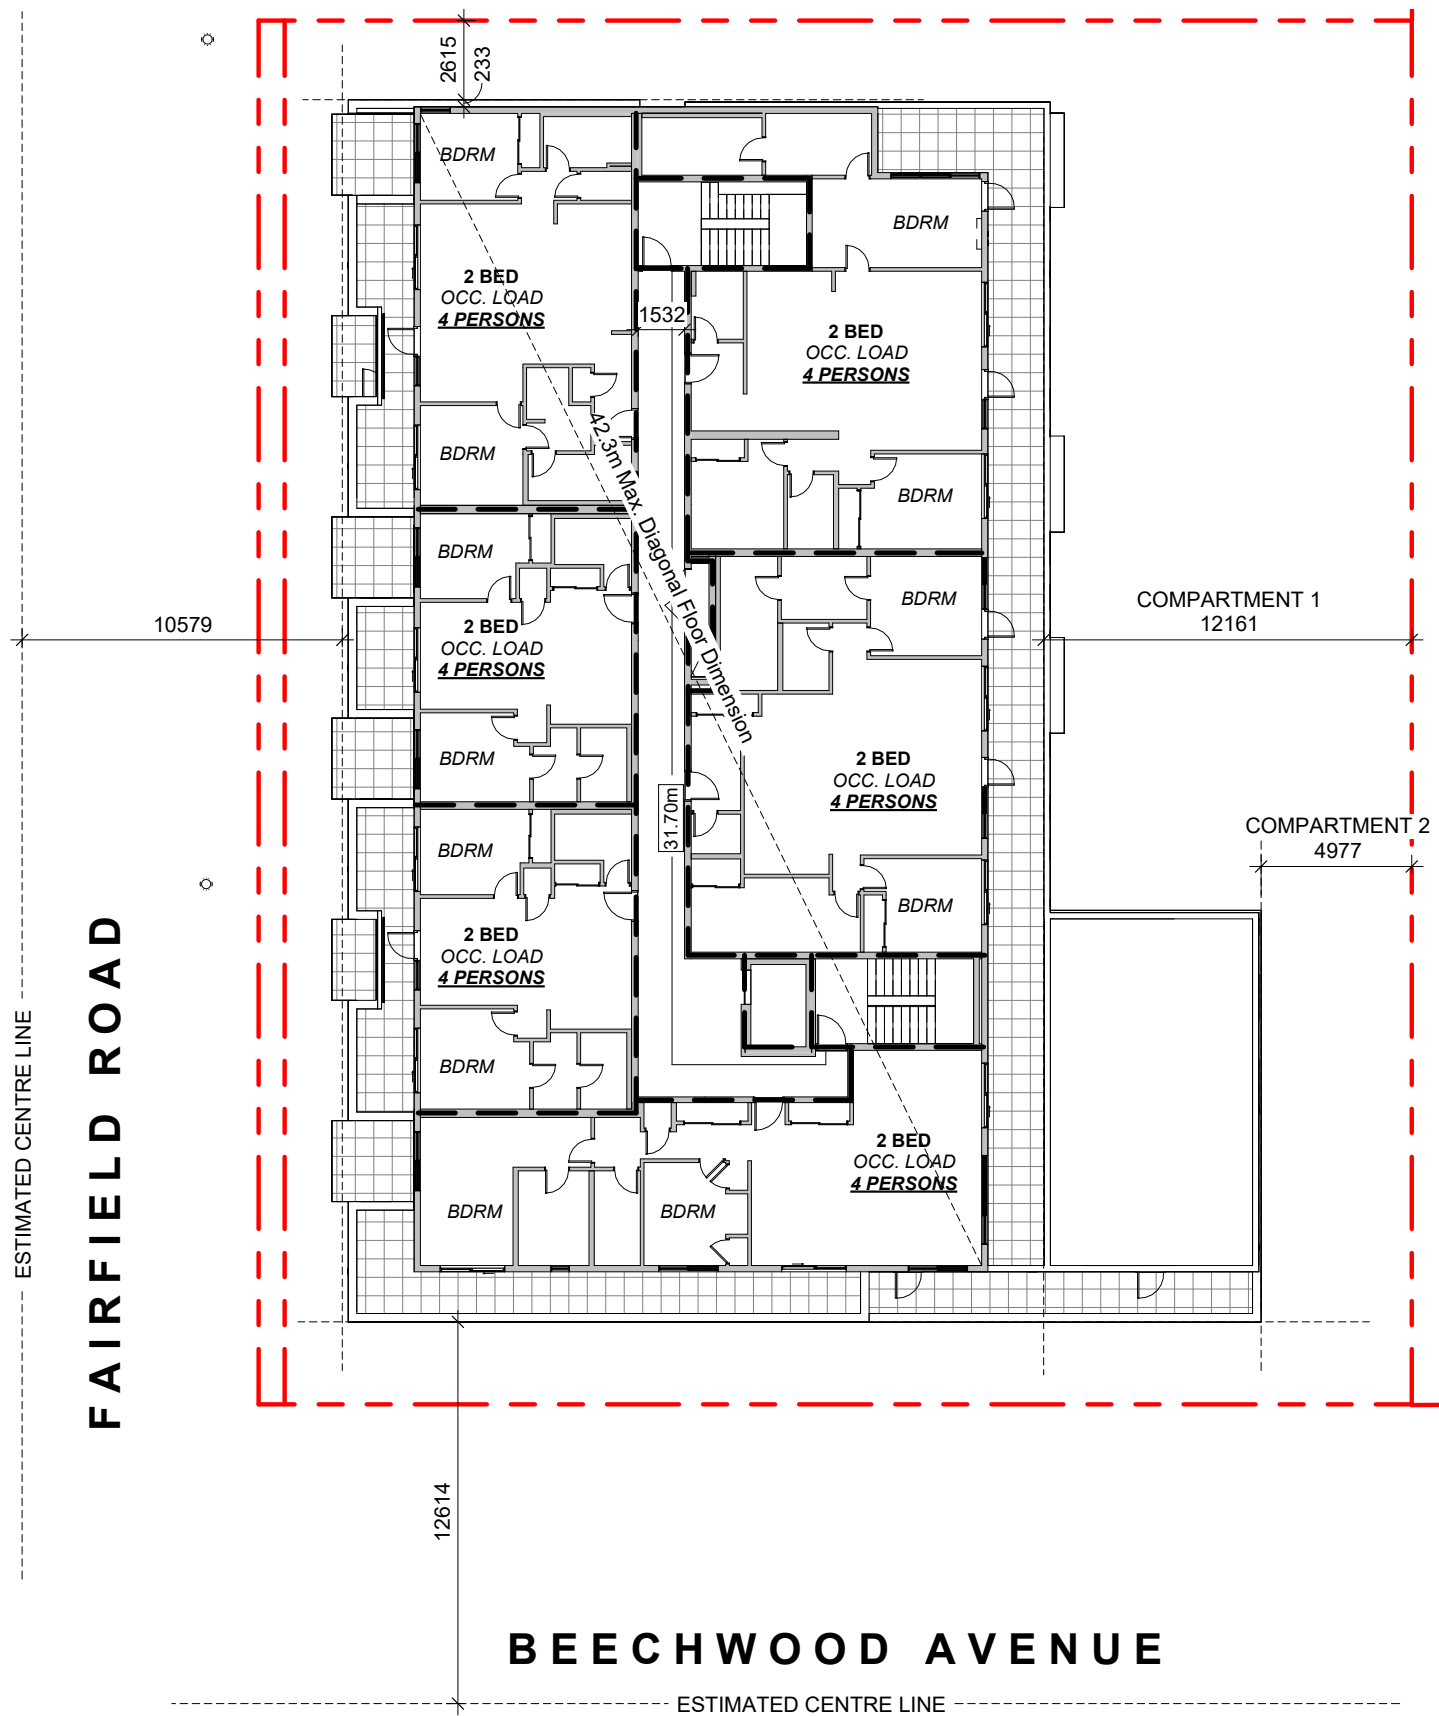 2615
233
BDRM
BDRM
2 BED
OCC. LOAD
4 PERSONS
1532
2 BED
OCC. LOAD
4 PERSONS
42.3m Max. Diagonal Floor Dimension
BDRM
BDRM
BDRM
BDRM
COMPARTMENT 1
12161
10579
2 BED
OCC. LOAD
4 PERSONS
BDRM
2 BED
OCC. LOAD
4 PERSONS
31.70m
COMPARTMENT 2
4977
BDRM
BDRM
2 BED
OCC. LOAD
4 PERSONS
BDRM
2 BED
OCC. LOAD
4 PERSONS
BDRM
BDRM
ESTIMATED CENTRE LINE
FAIRFIELD ROAD
12614
BEECHWOOD AVENUE
ESTIMATED CENTRE LINE